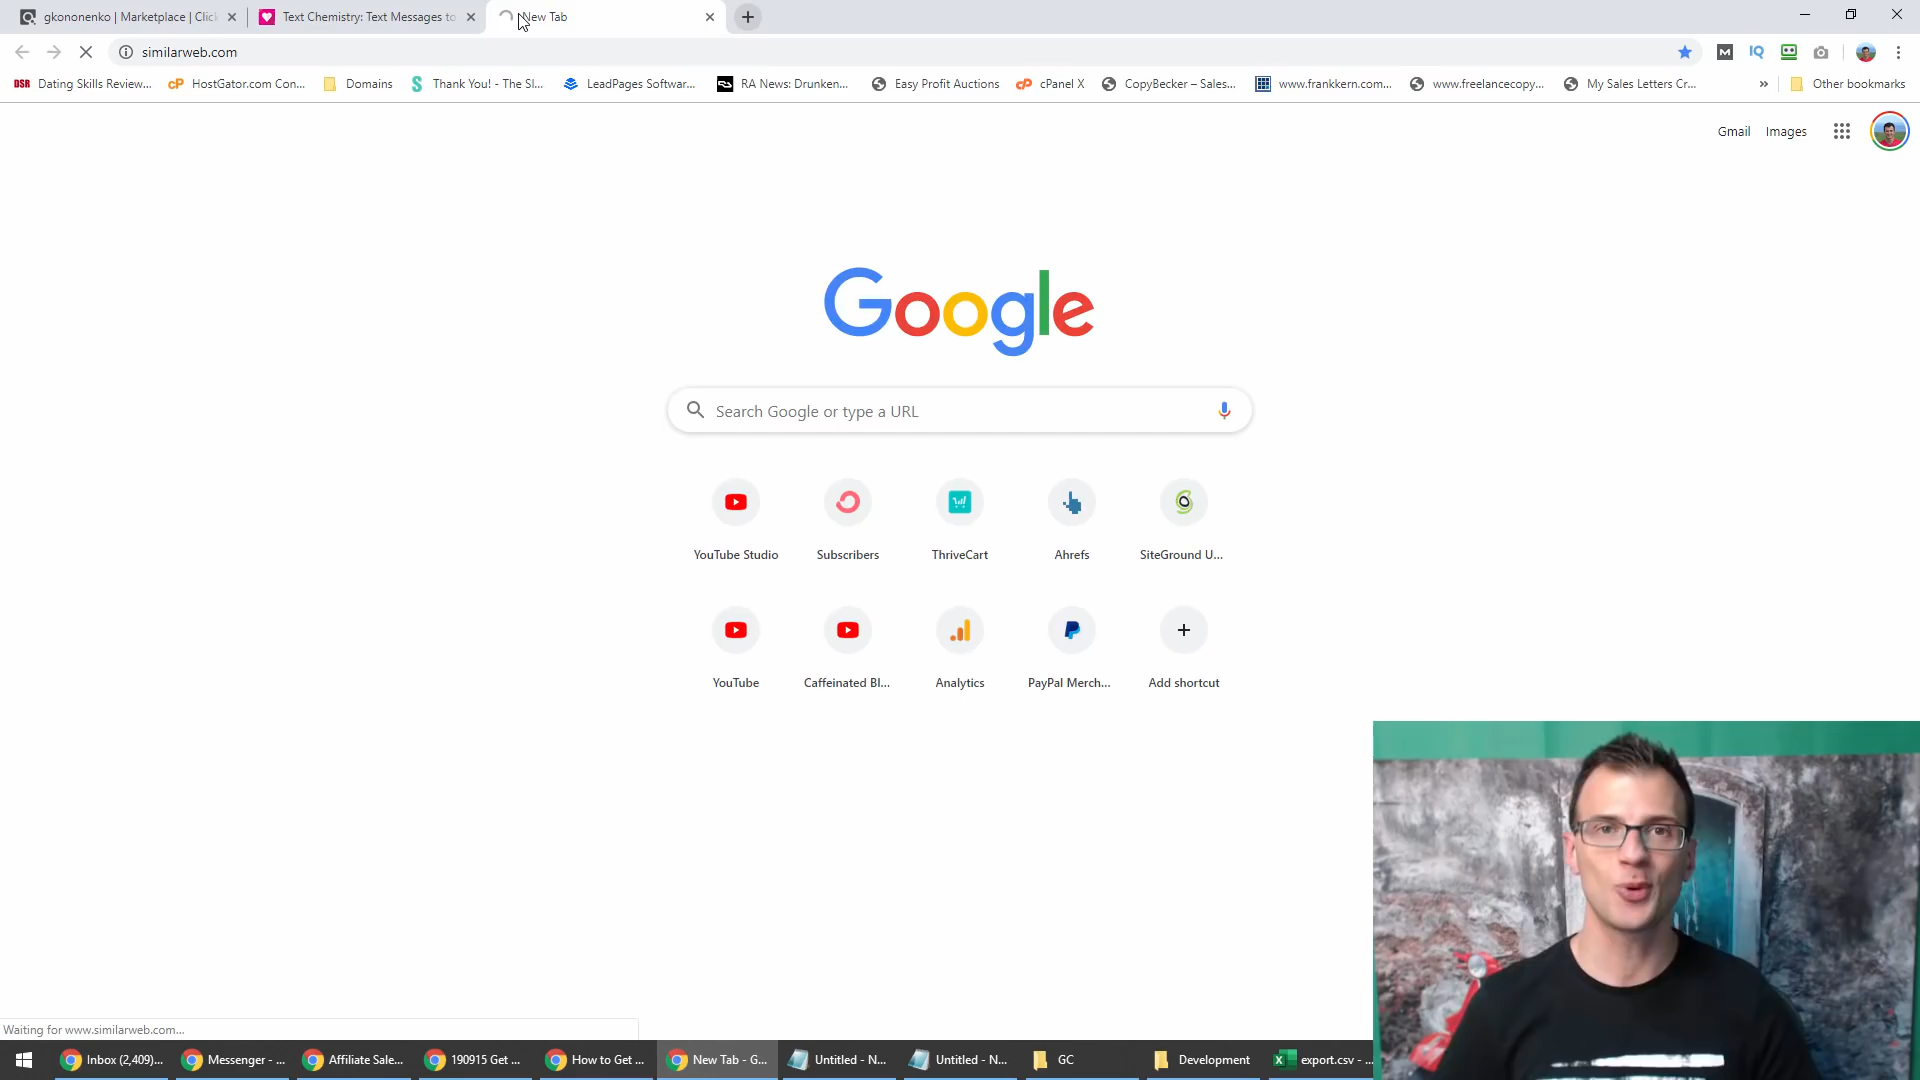 gkononenko | Marketplace | Click
Text Chemistry: Text Messages to
New Tab
similarweb.com
M
IQ
DSR
Dating Skills Review...
cP
HostGator.com Con...
Domains
Thank You! - The Sl...
LeadPages Softwar...
RA News: Drunken...
Easy Profit Auctions
cP
cPanel X
CopyBecker – Sales...
www.frankkern.com...
www.freelancecopy...
My Sales Letters Cr...
»
Other bookmarks
Gmail
Images
Google
Search Google or type a URL
YouTube Studio
Subscribers
ThriveCart
Ahrefs
SiteGround U...
YouTube
Caffeinated Bl...
Analytics
PayPal Merch...
Add shortcut
Waiting for www.similarweb.com...
Inbox (2,409)...
Messenger - ...
Affiliate Sale...
190915 Get ...
How to Get ...
New Tab - G...
Untitled - N...
Untitled - N...
GC
Development
export.csv - ...